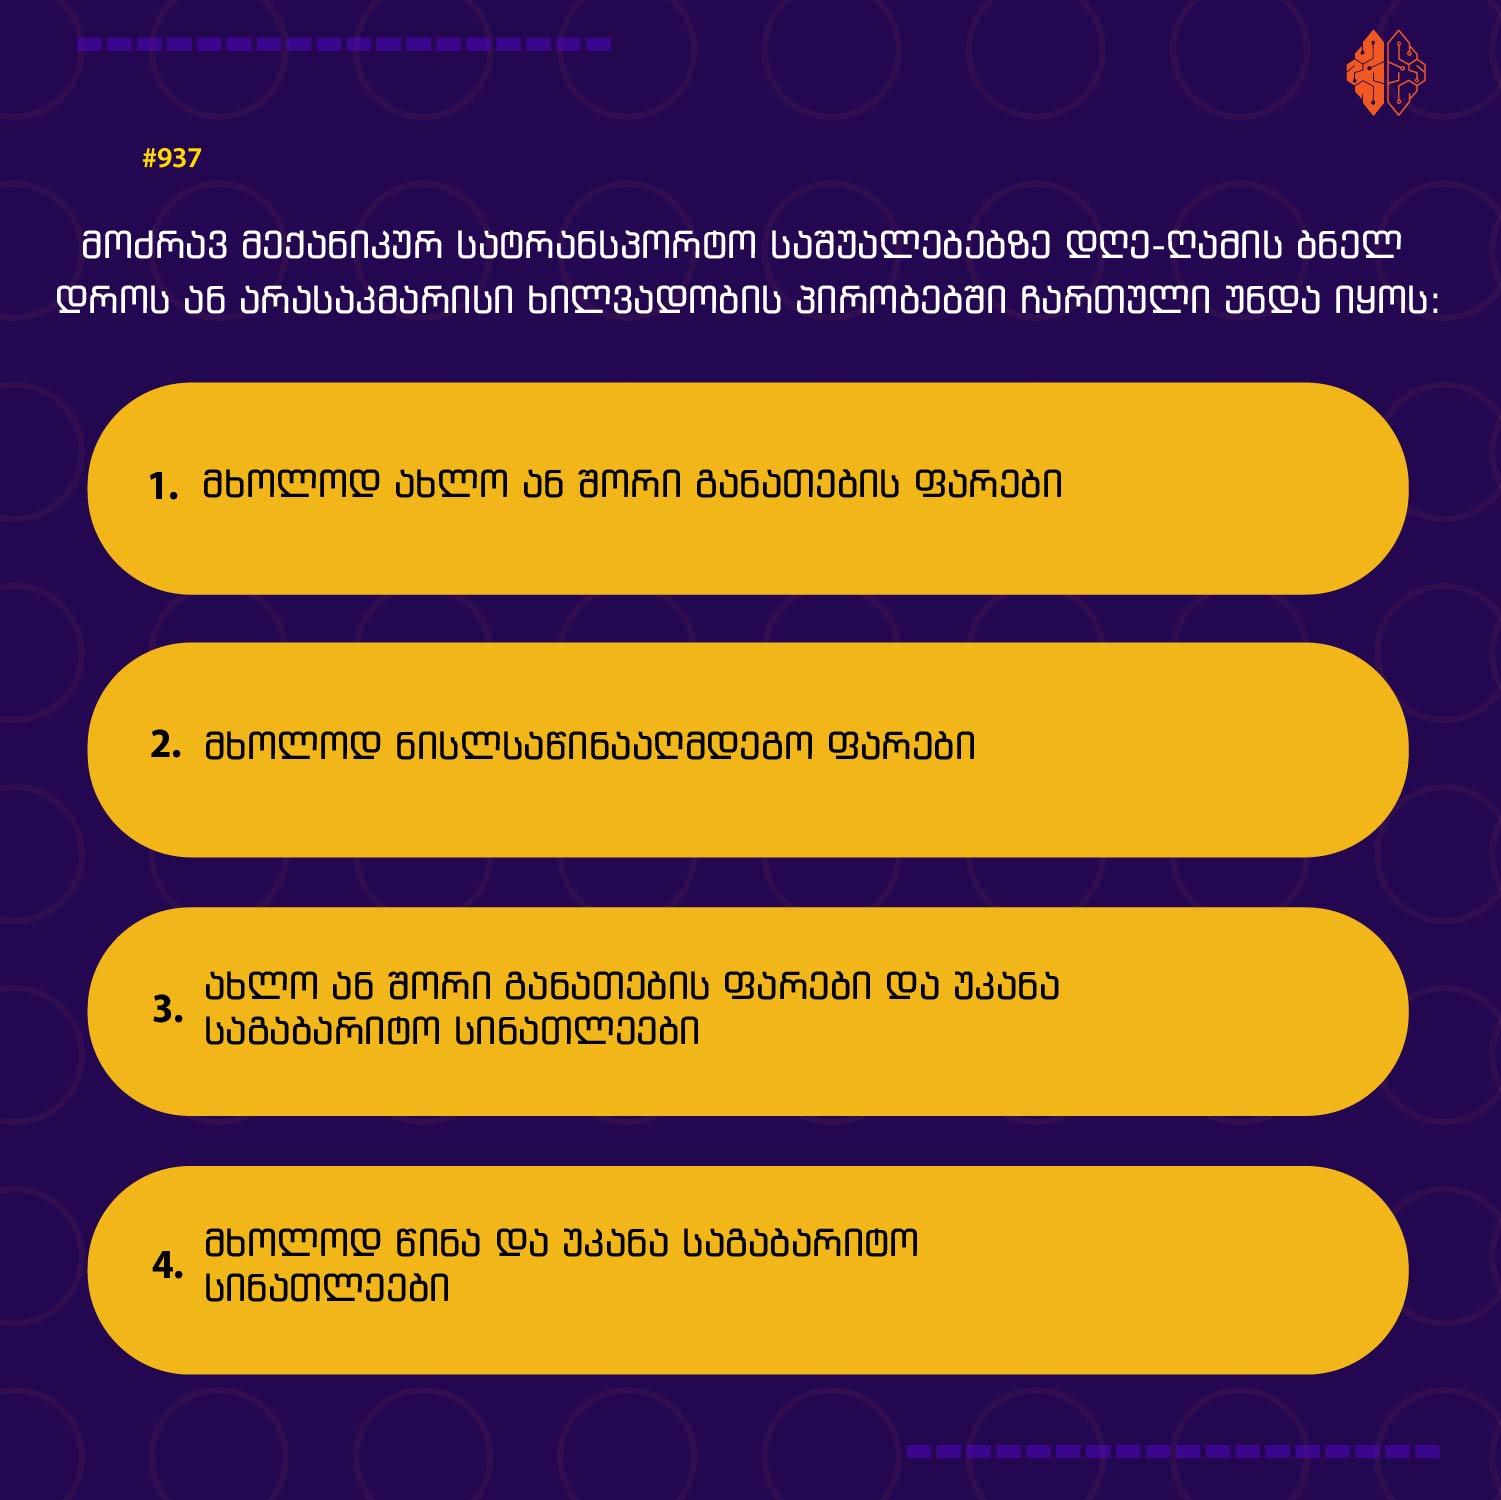 #937
მოძრავ მექანიკურ სატრანსპორტო საშუალებებზე დღე-ღამის ბნელ
დროს ან არასაკმარისი ხილვადობის პირობებში ჩართული უნდა იყოს:
1. მხოლოდ ახლო ან შორი განათების ფარები
2. მხოლოდ ნისლსაწინააღმდეგო ფარები
3. ახლო ან შორი განათების ფარები და უკანა
საგაბარიტო სინათლეები
4. მხოლოდ წინა და უკანა საგაბარიტო
სინათლეები